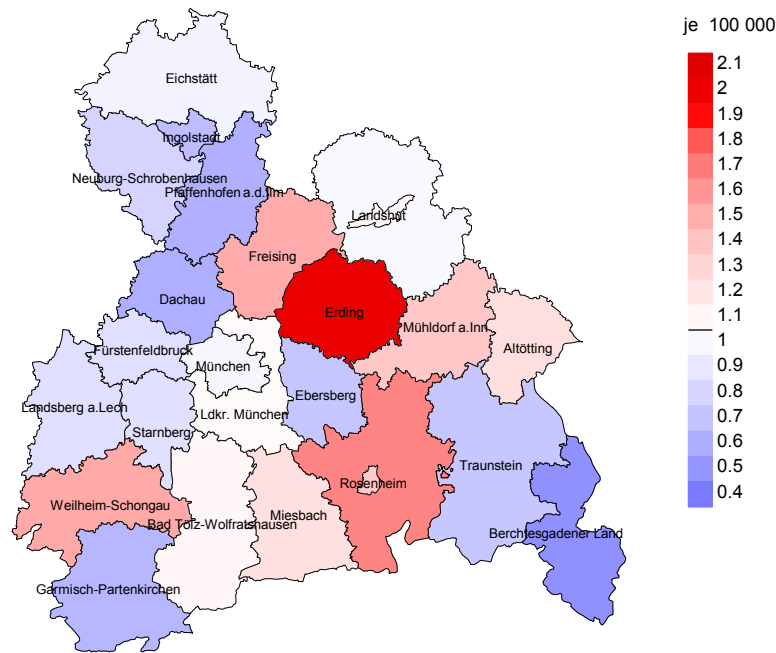 je 100 000
2.1
2
1.9
1.8
1.7
1.6
1.5
1.4
1.3
1.2
1.1
1
0.9
0.8
0.7
0.6
0.5
0.4
Eichstätt
Ingolstadt
Neuburg-Schrobenhausen
Pfaffenhofen a.d.Ilm
Landshut
Freising
Dachau
Erding
Mühldorf a.Inn
Altötting
Fürstenfeldbruck
München
Ebersberg
Landsberg a.Lech
Ldkr. München
Starnberg
Traunstein
Rosenheim
Weilheim-Schongau
Miesbach
Bad Tölz-Wolfratshausen
Berchtesgadener Land
Garmisch-Partenkirchen